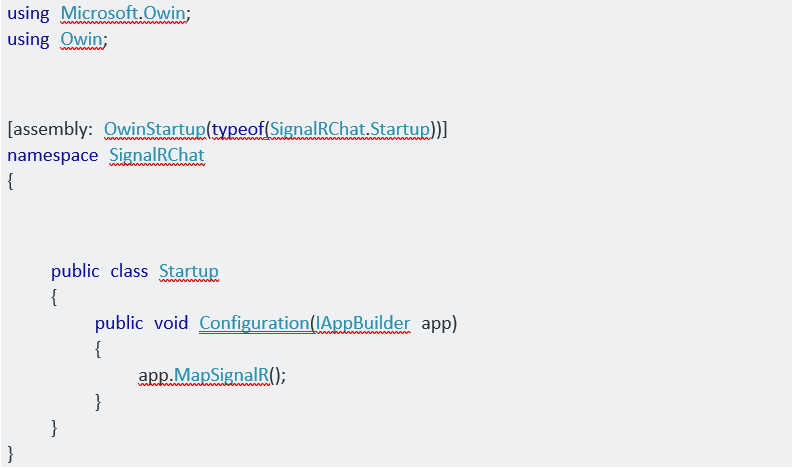 using Microsoft.Owin;
using Owin;
[assembly: OwinStartup(typeof(SignalRChat.Startup))]
namespace SignalRChat
{
public class Startup
{
public void Configuration(IAppBuilder app)
{
app.MapSignalR();
}
}
}